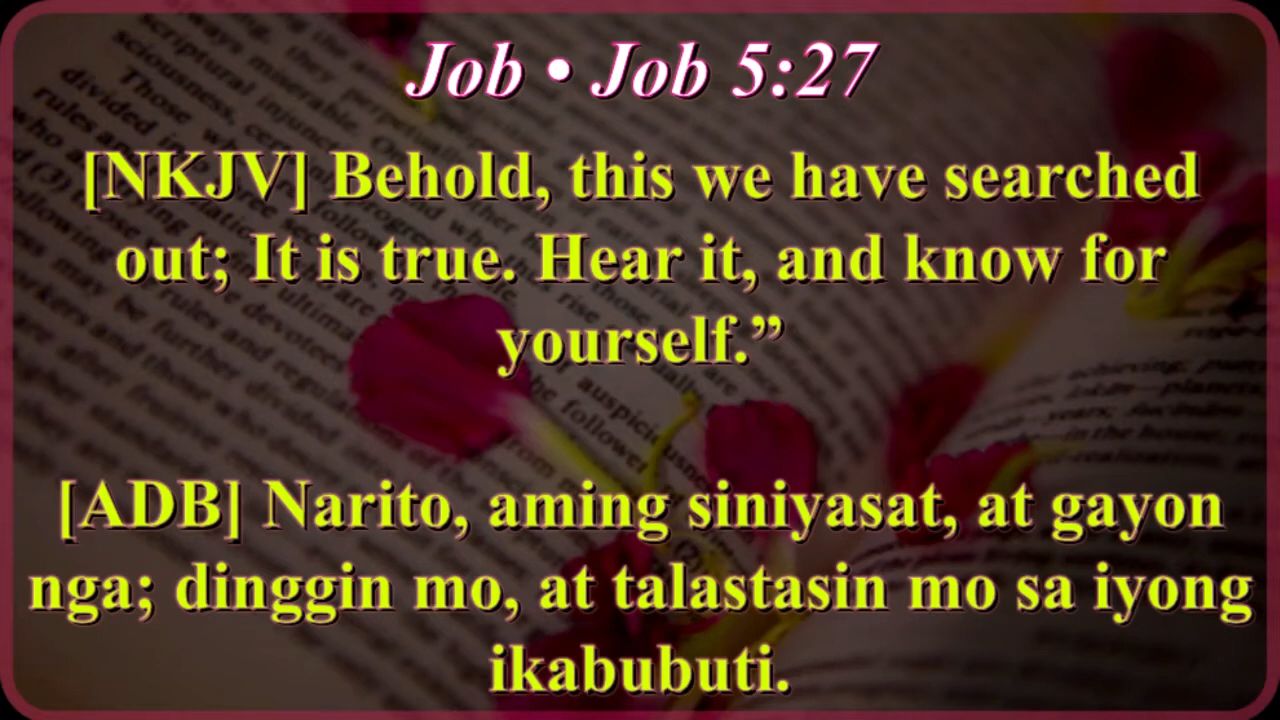 Job • Job 5:27
[NKJV] Behold, this we have searched
out; It is true. Hear it, and know for
yourself.”
[ADB] Narito, aming siniyasat, at gayon
nga; dinggin mo, at talastasin mo sa iyong
ikabubuti.